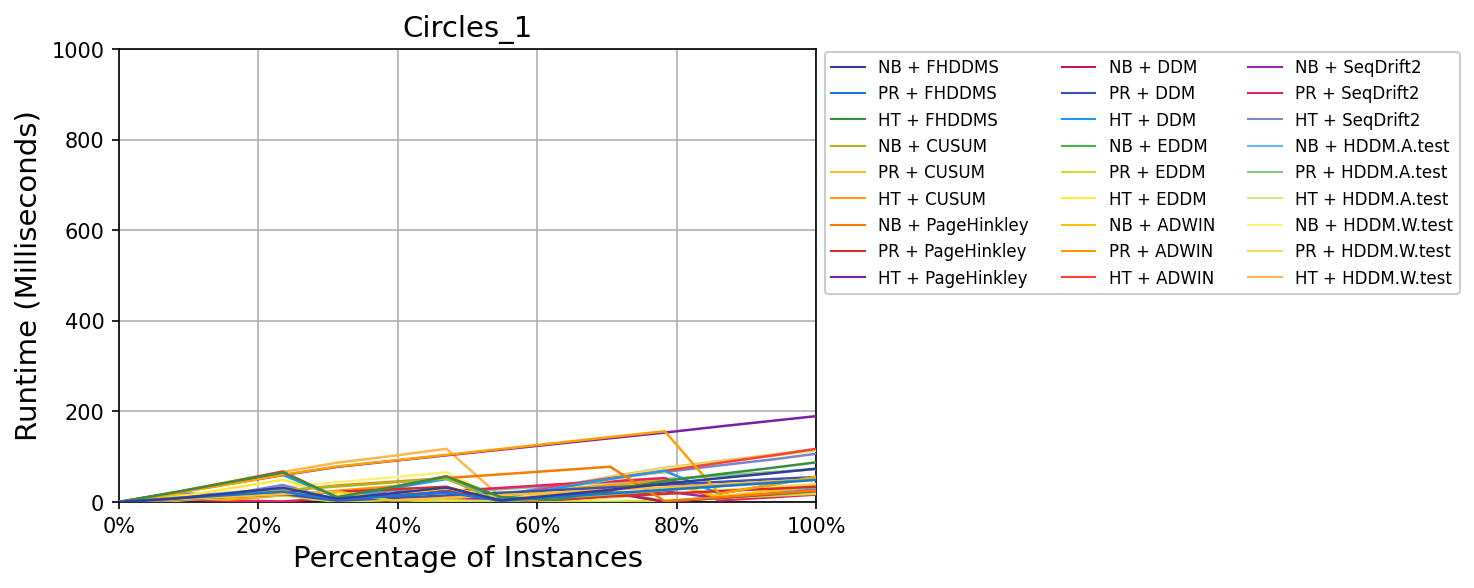 Circles_1
Runtime (Milliseconds)
1000
800
600
400
200
0
0% 20% 40% 60% 80% 100%
Percentage of Instances
NB + FHDDMS
PR + FHDDMS
HT + FHDDMS
NB + CUSUM
PR + CUSUM
HT + CUSUM
NB + PageHinkley
PR + PageHinkley
HT + PageHinkley
NB + DDM
PR + DDM
HT + DDM
NB + EDDM
PR + EDDM
HT + EDDM
NB + ADWIN
PR + ADWIN
HT + ADWIN
NB + SeqDrift2
PR + SeqDrift2
HT + SeqDrift2
NB + HDDM.A.test
PR + HDDM.A.test
HT + HDDM.A.test
NB + HDDM.W.test
PR + HDDM.W.test
HT + HDDM.W.test